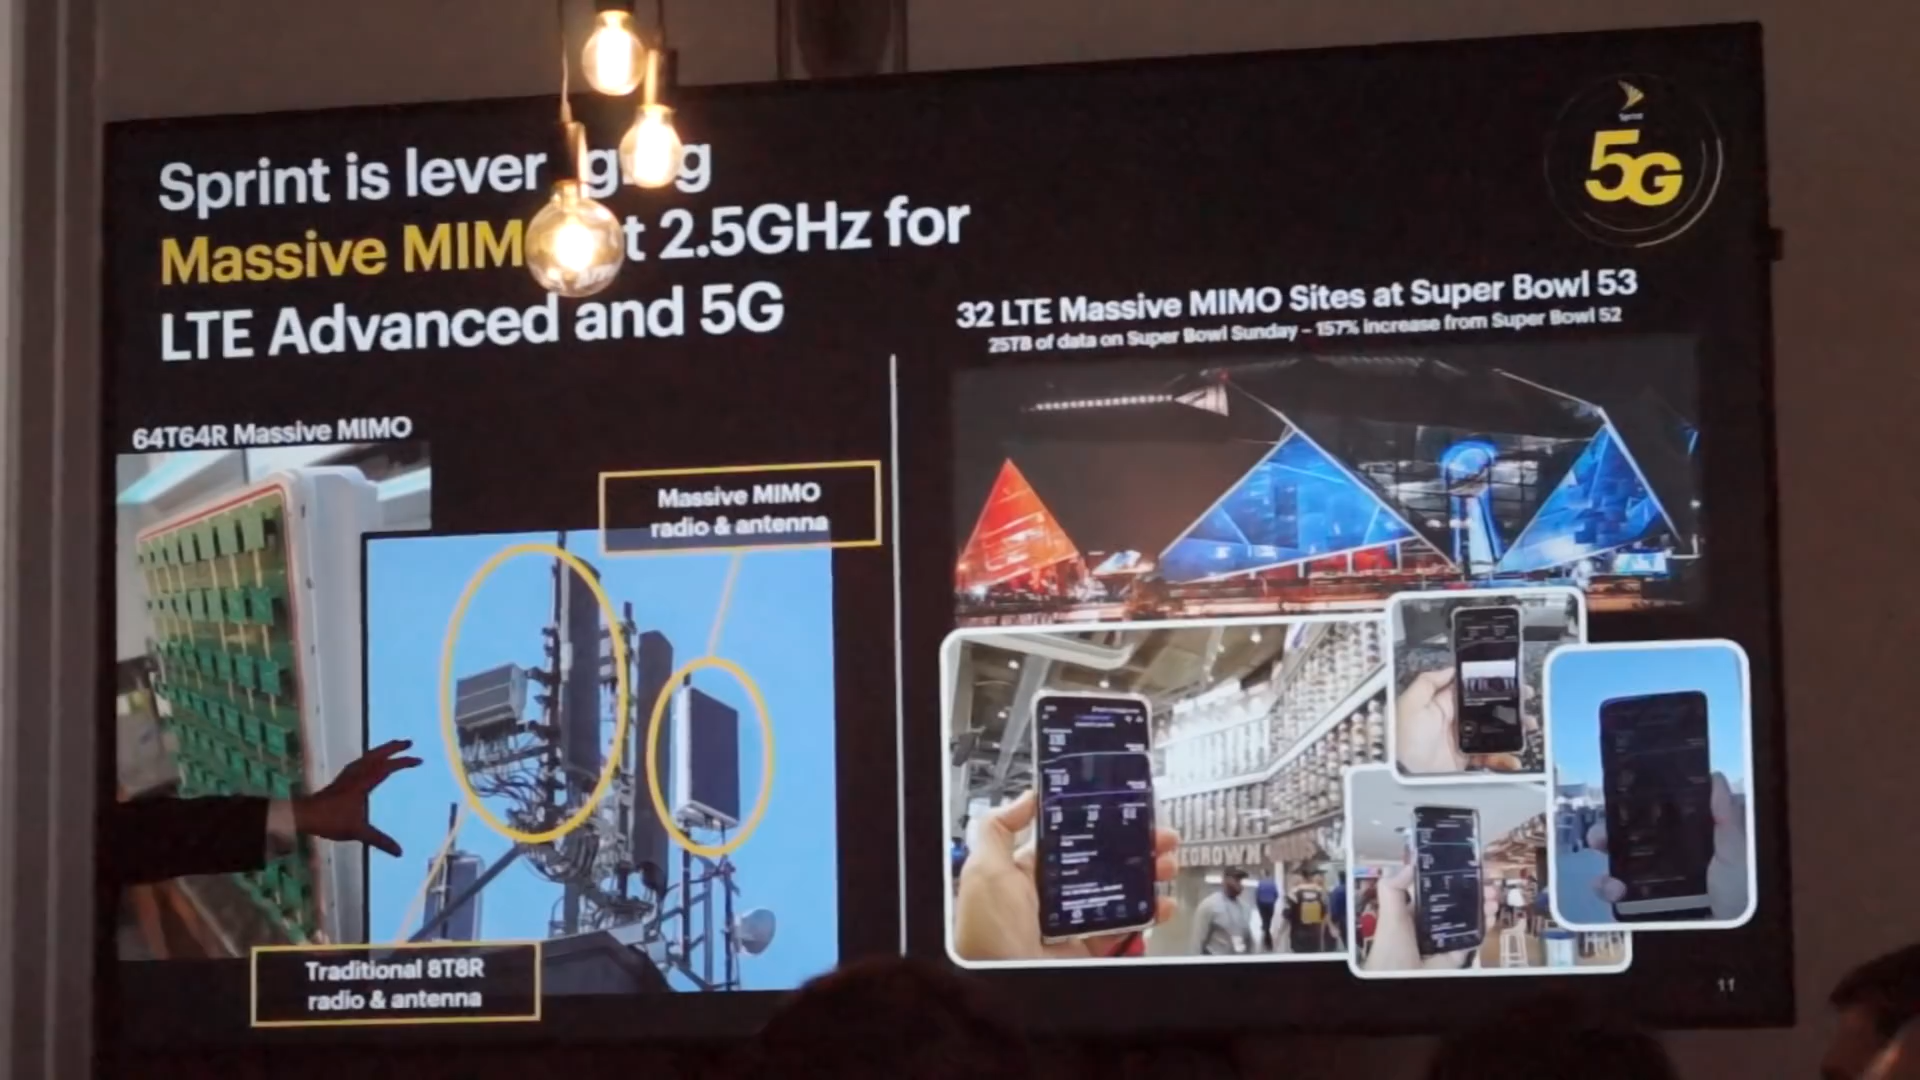 Sprint is
Massive 2.5GHz for
LTE Advanced and 5G
Sprint
5G
32 LTE Massive MIMO Sites at Super Bowl 53
25TB of data on Super Bowl Sunday – 157% increase from Super Bowl 52
64T64R Massive MIMO
Massive MIMO
radio & antenna
Traditional 8T8R
radio & antenna
11